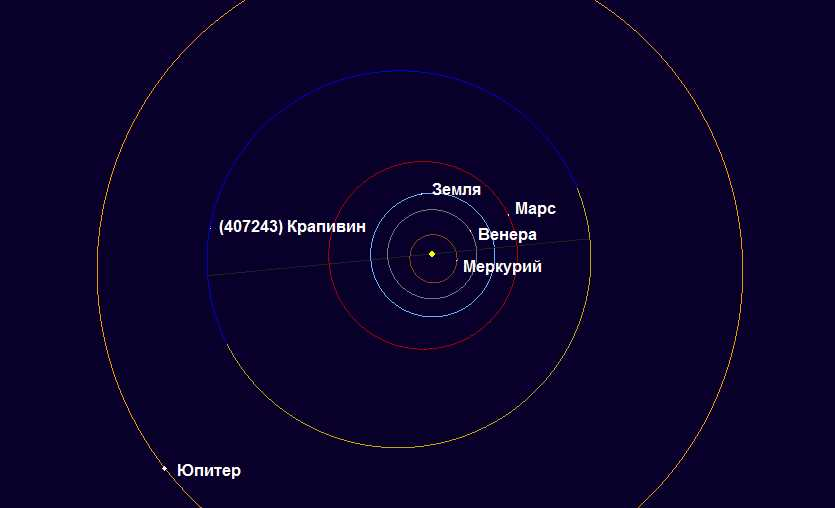 Земля
Марс
(407243) Крапивин
Венера
Меркурий
Юпитер